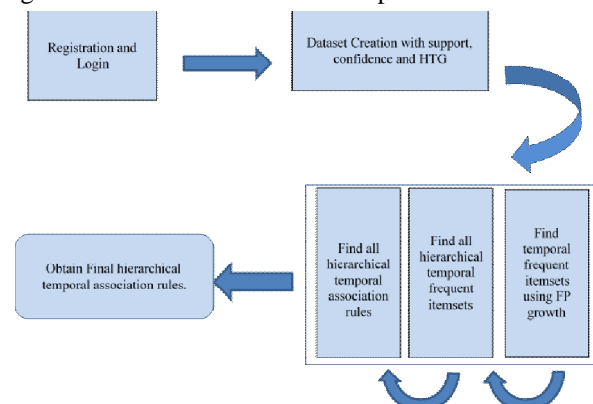 Registration and
Login
Dataset Creation with support,
confidence and HTG
Find
temporal
frequent
itemsets
using FP
growth
Find all
hierarchical
temporal
frequent
itemsets
Find all
hierarchical
temporal
association
rules
Obtain Final hierarchical
temporal association rules.